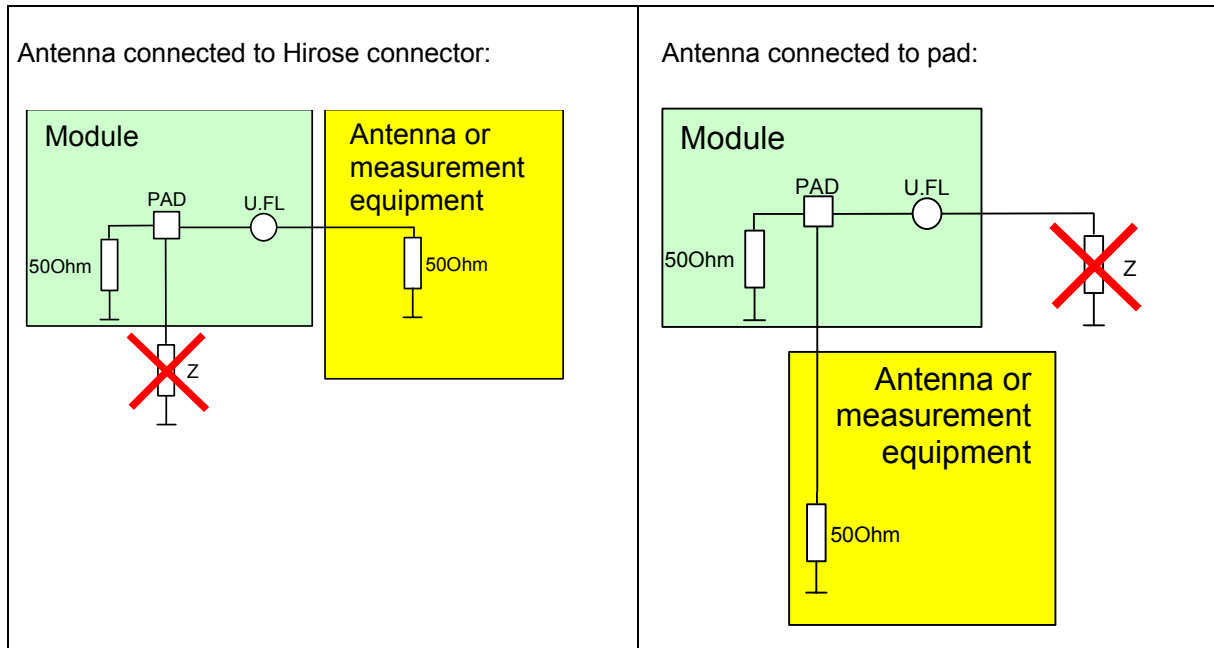 Antenna connected to Hirose connector:
Module
PAD
U.FL
50Ohm
Z
Antenna or
measurement
equipment
50Ohm
Antenna connected to pad:
Module
PAD
U.FL
50Ohm
Z
Antenna or
measurement
equipment
50Ohm